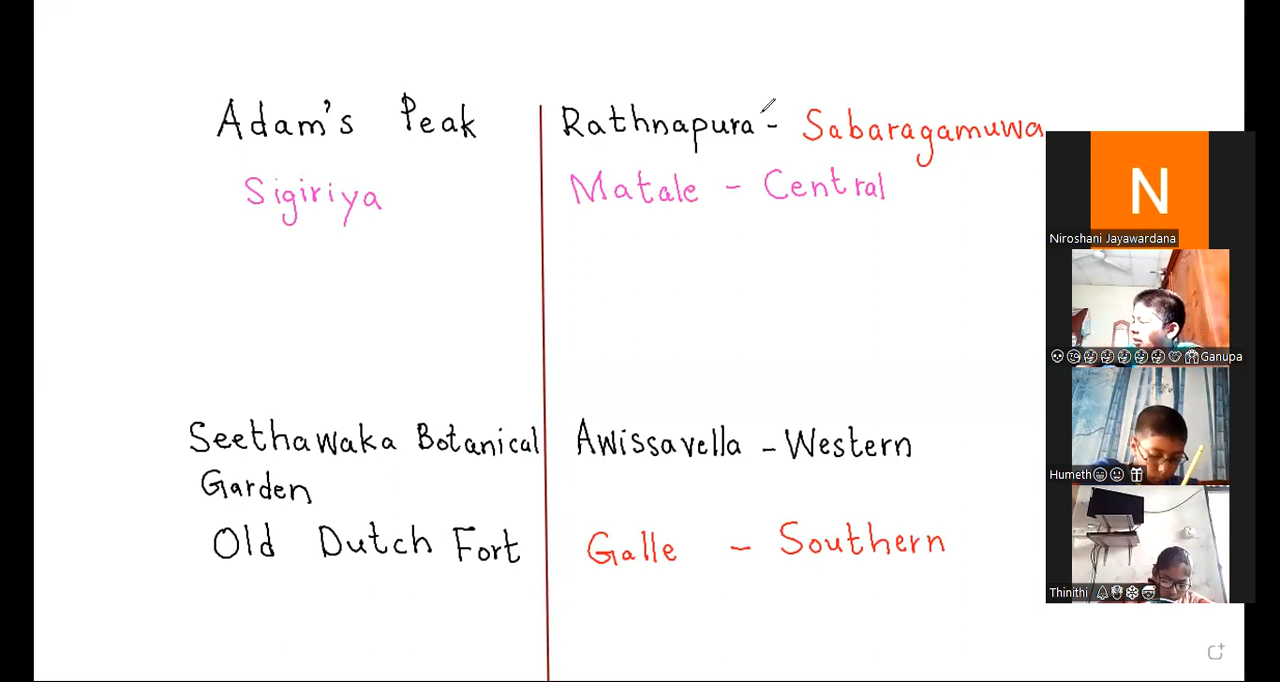 Adam's Peak Rathnapura - Sabaragamuwa
Sigiriya Matale - Central
Seethawaka Botanical Awissavella - Western
Garden
Old Dutch Fort Galle - Southern
N
Niroshani Jayawardana
Ganupa
Humeth
Thinithi